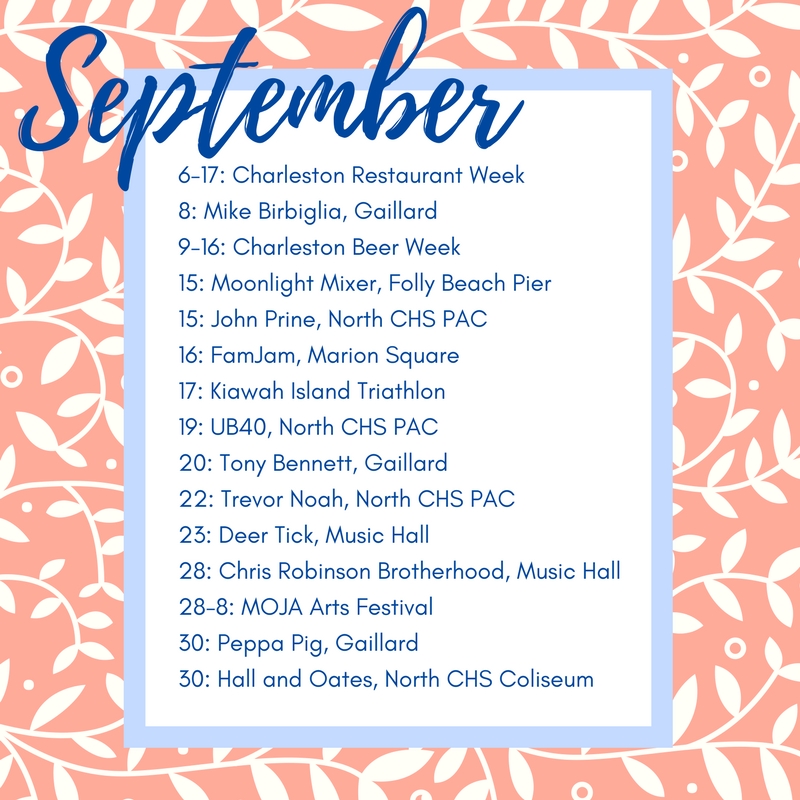 September
6-17: Charleston Restaurant Week
8: Mike Birbiglia, Gaillard
9-16: Charleston Beer Week
15: Moonlight Mixer, Folly Beach Pier
15: John Prine, North CHS PAC
16: FamJam, Marion Square
17: Kiawah Island Triathlon
19: UB40, North CHS PAC
20: Tony Bennett, Gaillard
22: Trevor Noah, North CHS PAC
23: Deer Tick, Music Hall
28: Chris Robinson Brotherhood, Music Hall
28-8: MOJA Arts Festival
30: Peppa Pig, Gaillard
30: Hall and Oates, North CHS Coliseum